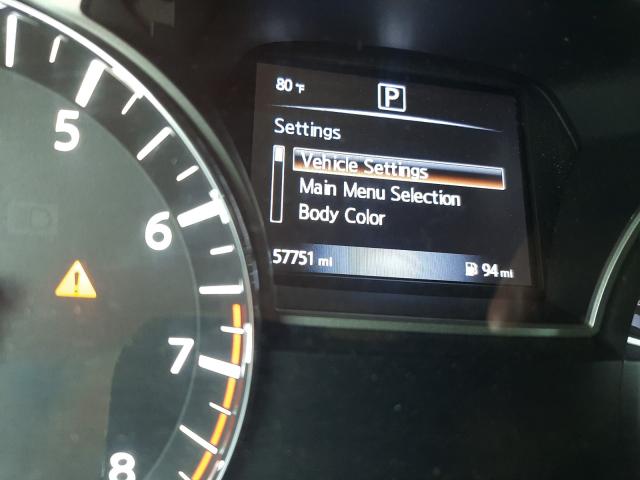 80 °F
P
Settings
Vehicle Settings
Main Menu Selection
Body Color
57751 mi 94 mi
5
6
7
8